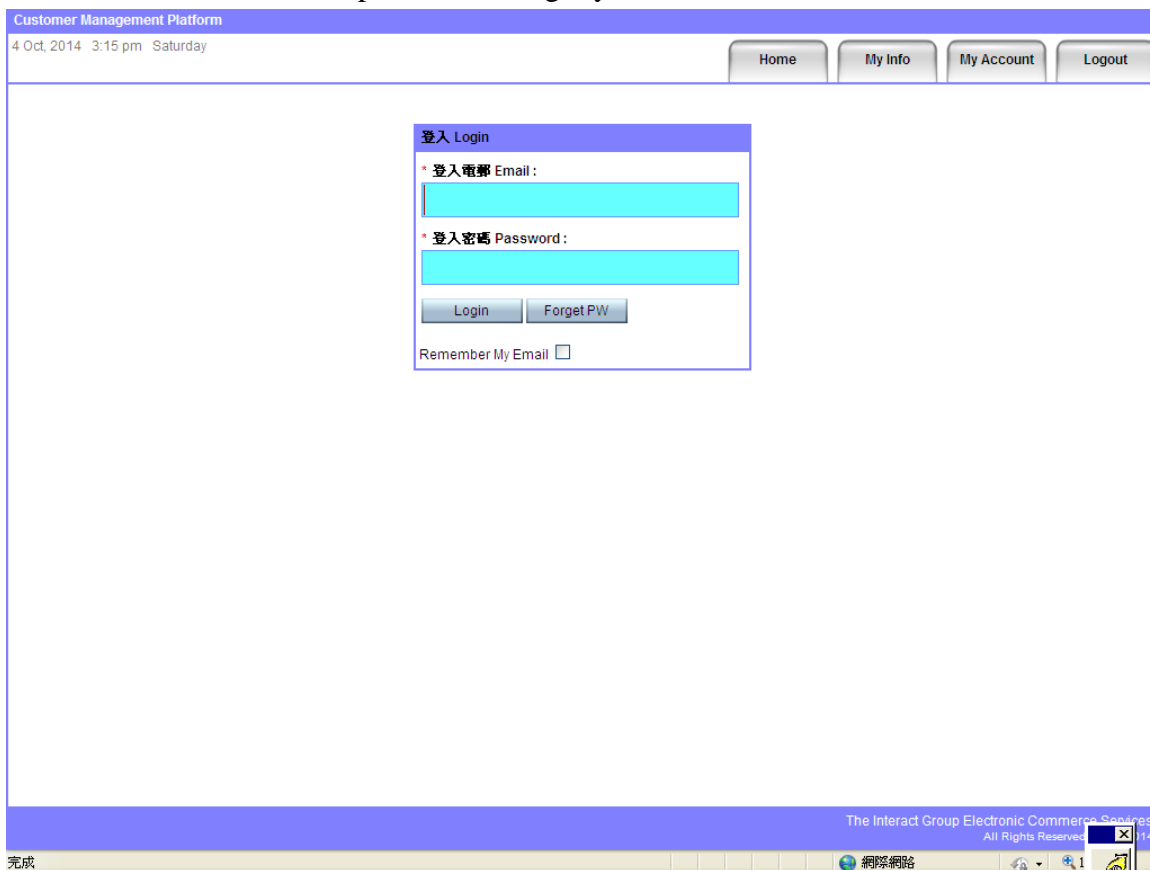 Customer Management Platform
4 Oct, 2014 3:15 pm Saturday
Home My Info My Account Logout
登入 Login
* 登入電郵 Email :
* 登入密碼 Password :
Login Forget PW
Remember My Email
The Interact Group Electronic Commerce Services
All Rights Reserved
完成 網際網路